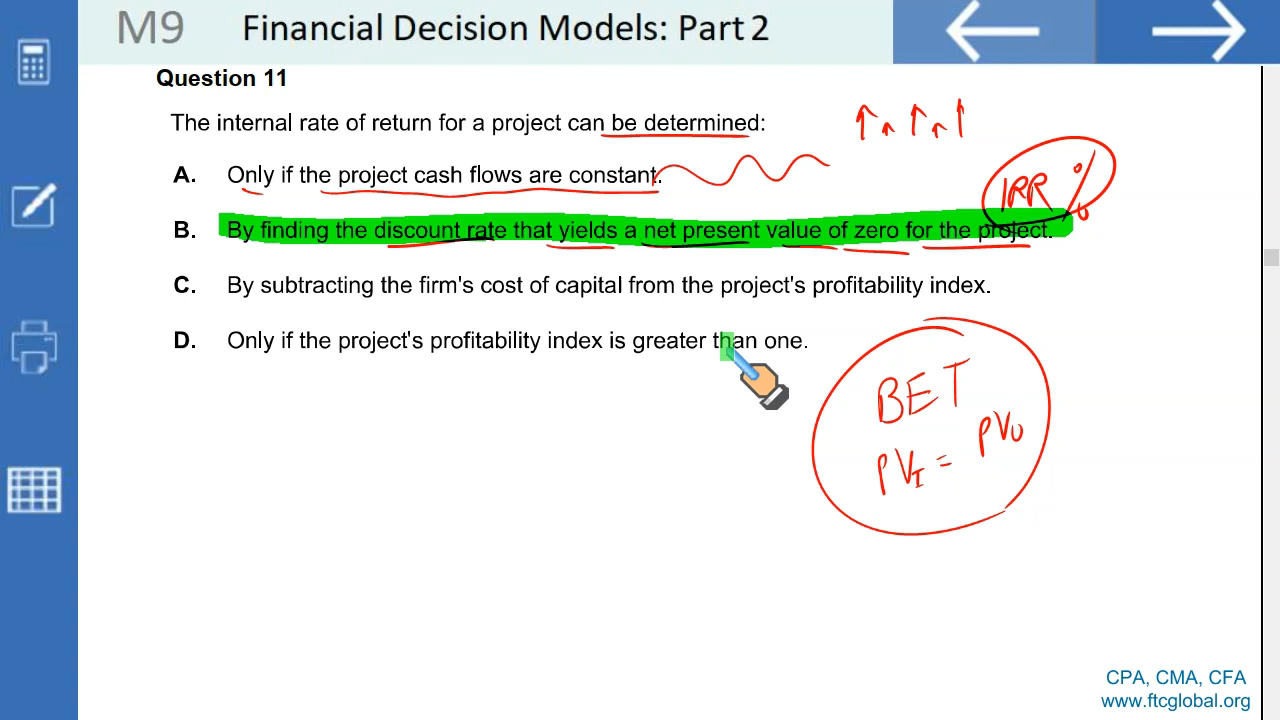 M9 Financial Decision Models: Part 2
Question 11
The internal rate of return for a project can be determined:
A. Only if the project cash flows are constant.
IRR %
B. By finding the discount rate that yields a net present value of zero for the project.
C. By subtracting the firm's cost of capital from the project's profitability index.
D. Only if the project's profitability index is greater than one.
BET
PVI = PVO
CPA, CMA, CFA
www.ftcglobal.org